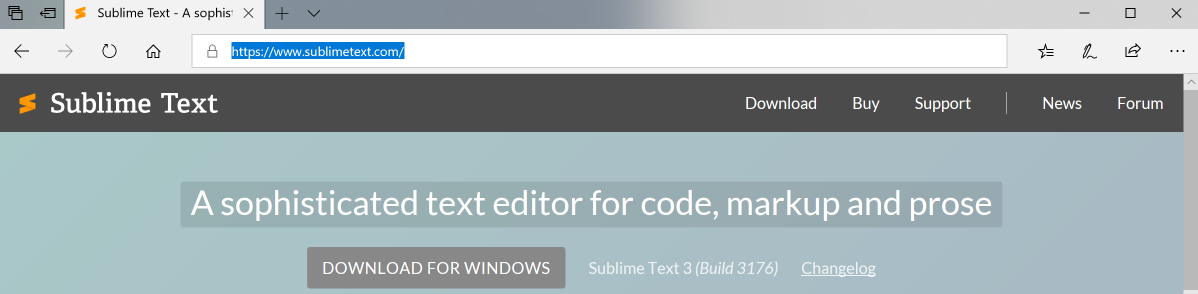 Sublime Text - A sophis
https://www.sublimetext.com/
Sublime Text
Download Buy Support News Forum
A sophisticated text editor for code, markup and prose
DOWNLOAD FOR WINDOWS Sublime Text 3 (Build 3176) Changelog